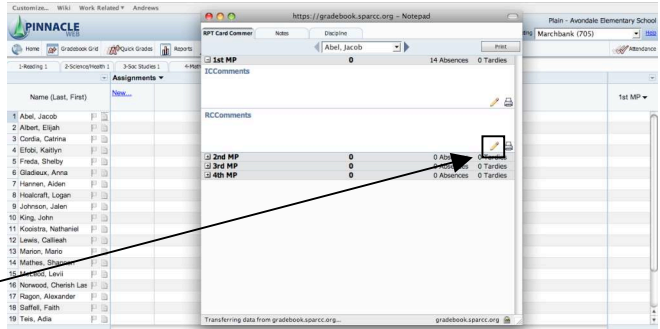 Customize... Wiki Work Related▼ Andrews
https://gradebook.sparcc.org – Notepad
PINNACLE
WEB
Plain - Avondale Elementary School
Marchbank (705)
Help
Home Gradebook Grid Quick Grades Reports
Attendance
RPT Card Commer Notes Discipline
Abel, Jacob
Print
1-Reading 1 2-Science/Health 1 3-Soc Studies 1 4-Math
Assignments ▼
New...
Name (Last, First)
1st MP ▼
1st MP 0 14 Absences 0 Tardies
ICComments
RCComments
2nd MP 0 0 Absences 0 Tardies
3rd MP 0 0 Absences 0 Tardies
4th MP 0 0 Absences 0 Tardies
1 Abel, Jacob
2 Albert, Elijah
3 Cordia, Catrina
4 Efobi, Kaitlyn
5 Freda, Shelby
6 Gladieux, Anna
7 Hannen, Aiden
8 Hoalcraft, Logan
9 Johnson, Jalen
10 King, John
11 Kooistra, Nathaniel
12 Lewis, Callieah
13 Marion, Mario
14 Mathes, Shannon
15 McLeod, Levii
16 Norwood, Cherish Las
17 Ragon, Alexander
18 Saffell, Faith
19 Teis, Adia
Transferring data from gradebook.sparcc.org... gradebook.sparcc.org